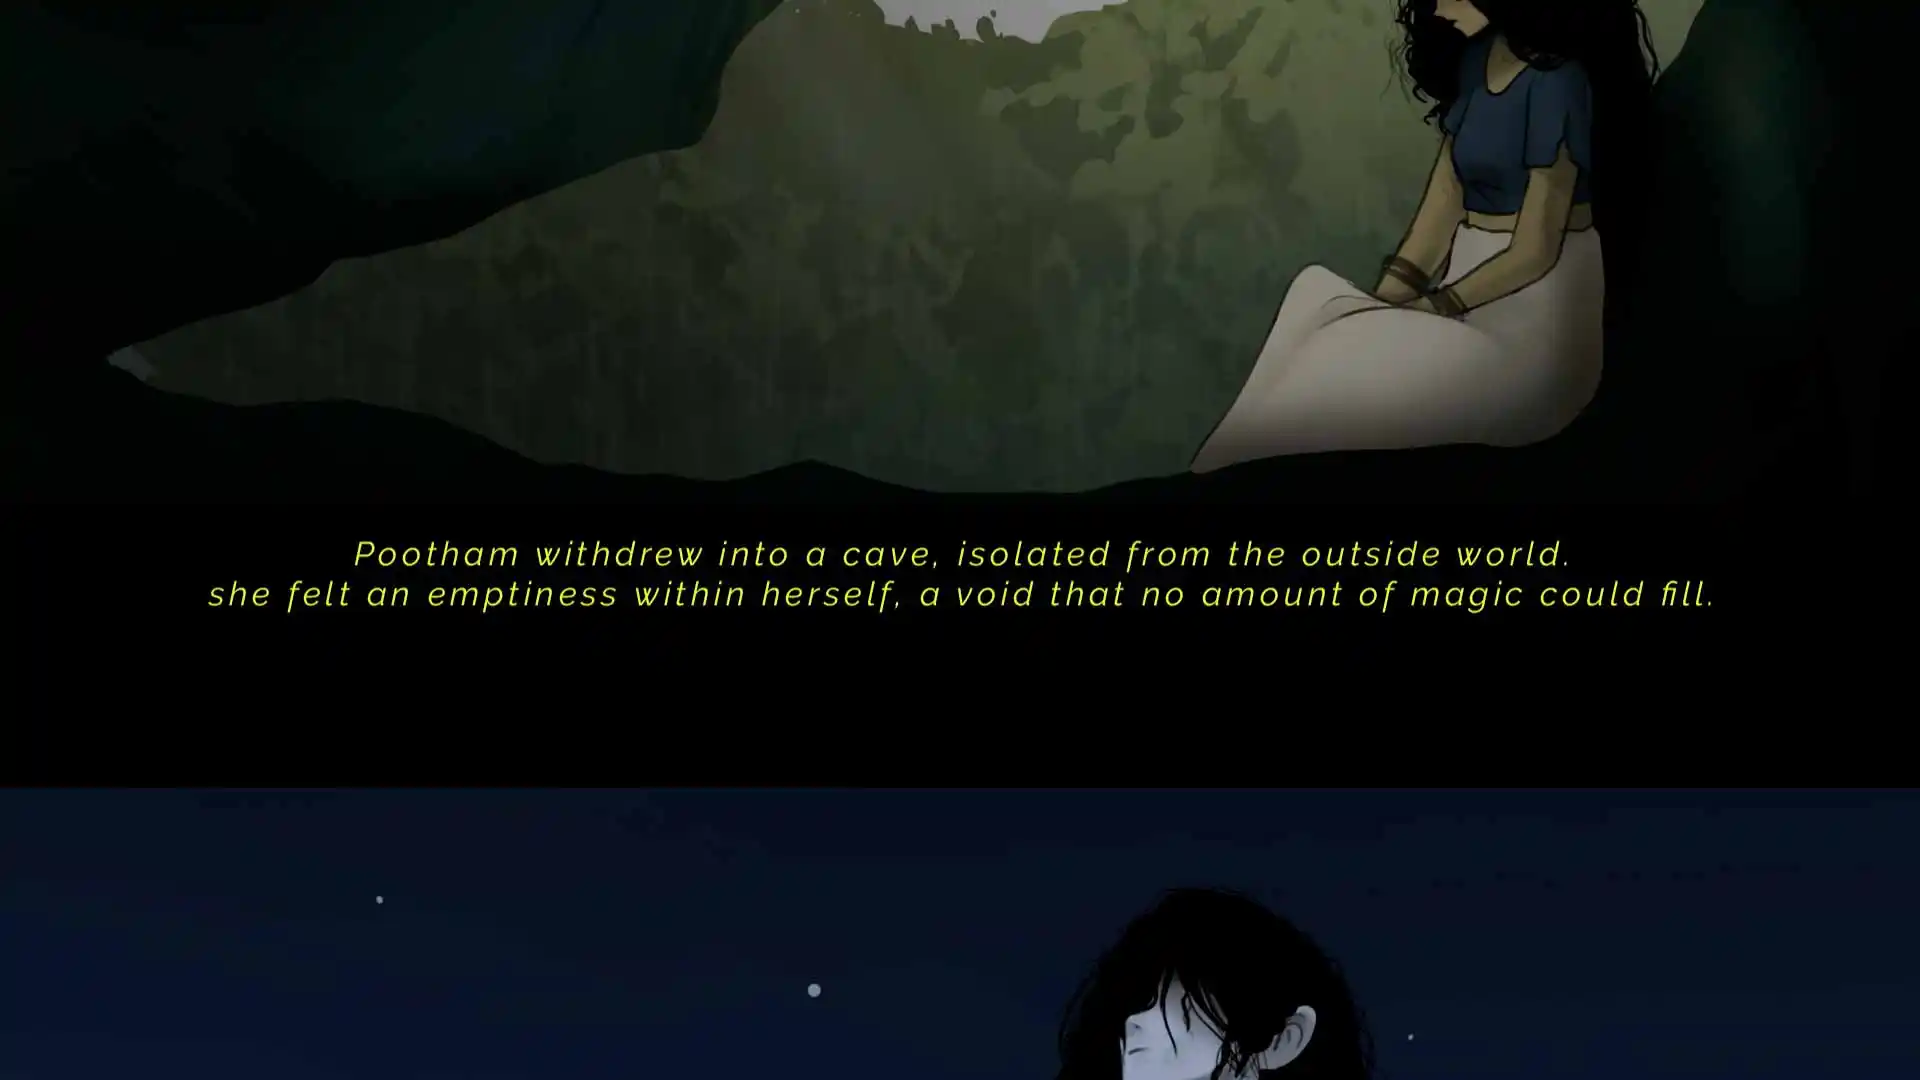 Pootham withdrew into a cave, isolated from the outside world.
she felt an emptiness within herself, a void that no amount of magic could fill.